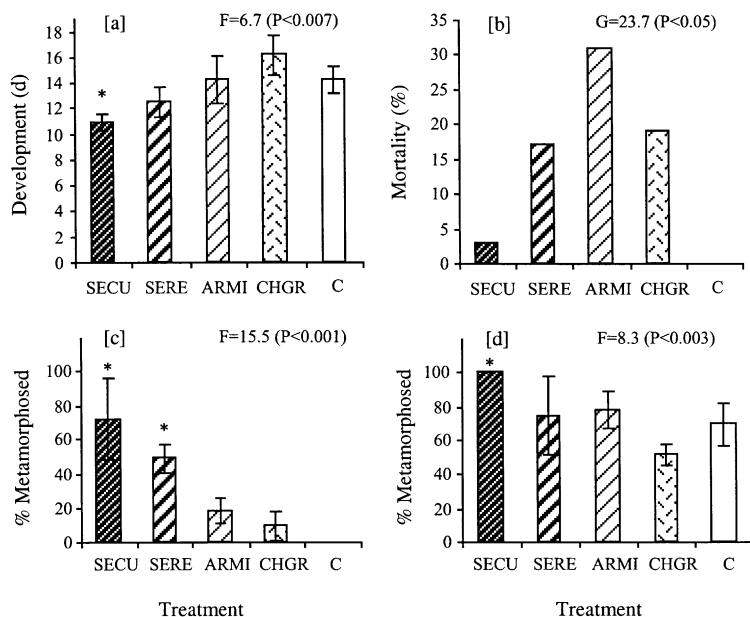 [a] F=6.7 (P<0.007)
Development (d)
18
16
14
12
10
8
6
4
2
0
*
SECU SERE ARMI CHGR C
[b] G=23.7 (P<0.05)
Mortality (%)
35
30
25
20
15
10
5
0
SECU SERE ARMI CHGR C
[c] F=15.5 (P<0.001)
% Metamorphosed
100
80
60
40
20
0
*
*
SECU SERE ARMI CHGR C
Treatment
[d] F=8.3 (P<0.003)
% Metamorphosed
100
80
60
40
20
0
*
SECU SERE ARMI CHGR C
Treatment